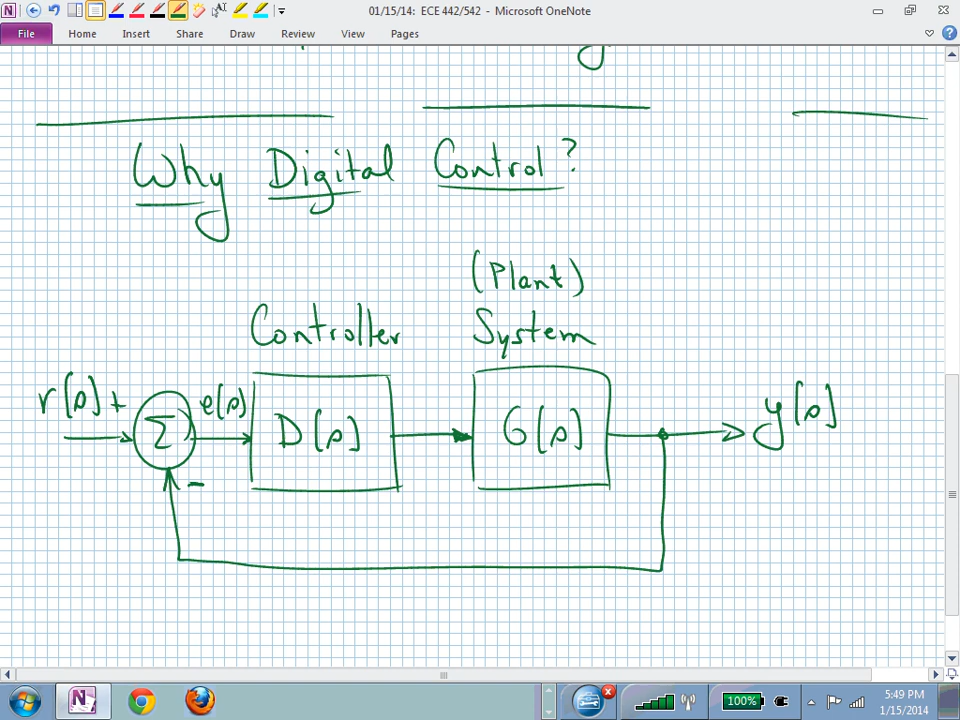 01/15/14: ECE 442/542 - Microsoft OneNote
File Home Insert Share Draw Review View Pages
Why Digital Control?
(Plant)
Controller System
r(s) + Σ e(s) D(s) G(s) y(s)
-
100%
5:49 PM
1/15/2014